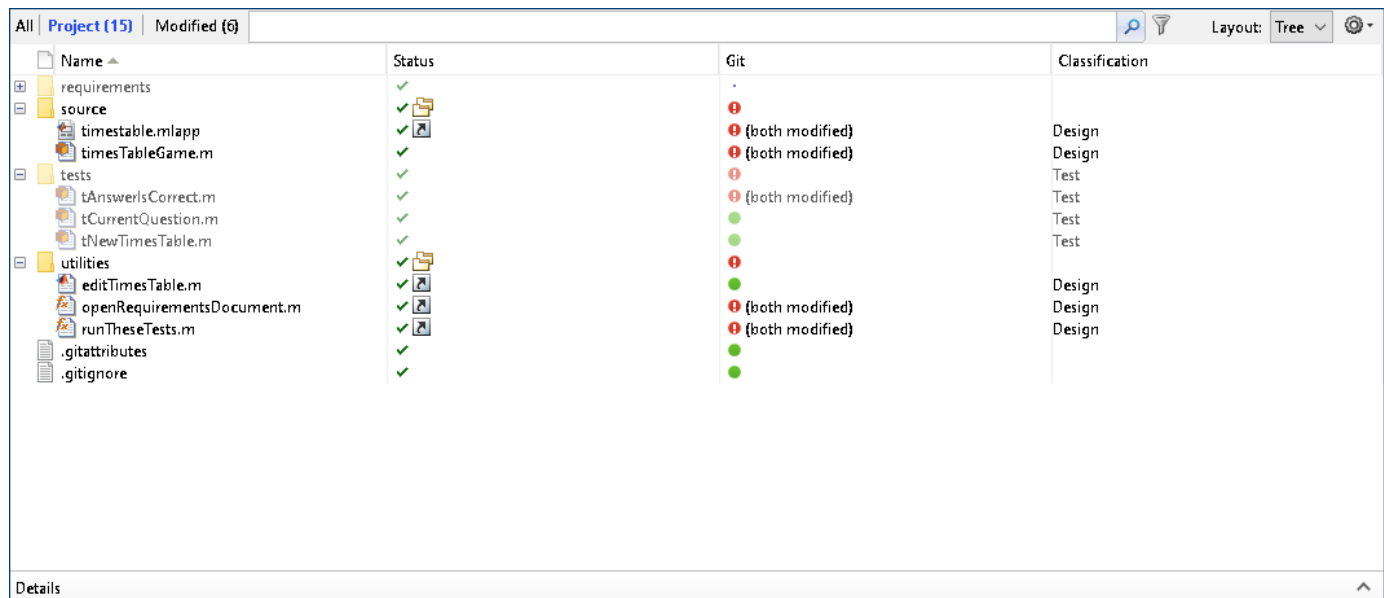 All Project (15) Modified (6) Layout: Tree
Name Status Git Classification
requirements
source
timestable.mlapp (both modified) Design
timesTableGame.m (both modified) Design
tests Test
tAnswerIsCorrect.m (both modified) Test
tCurrentQuestion.m Test
tNewTimesTable.m Test
utilities
editTimesTable.m Design
openRequirementsDocument.m (both modified) Design
runTheseTests.m (both modified) Design
.gitattributes
.gitignore
Details